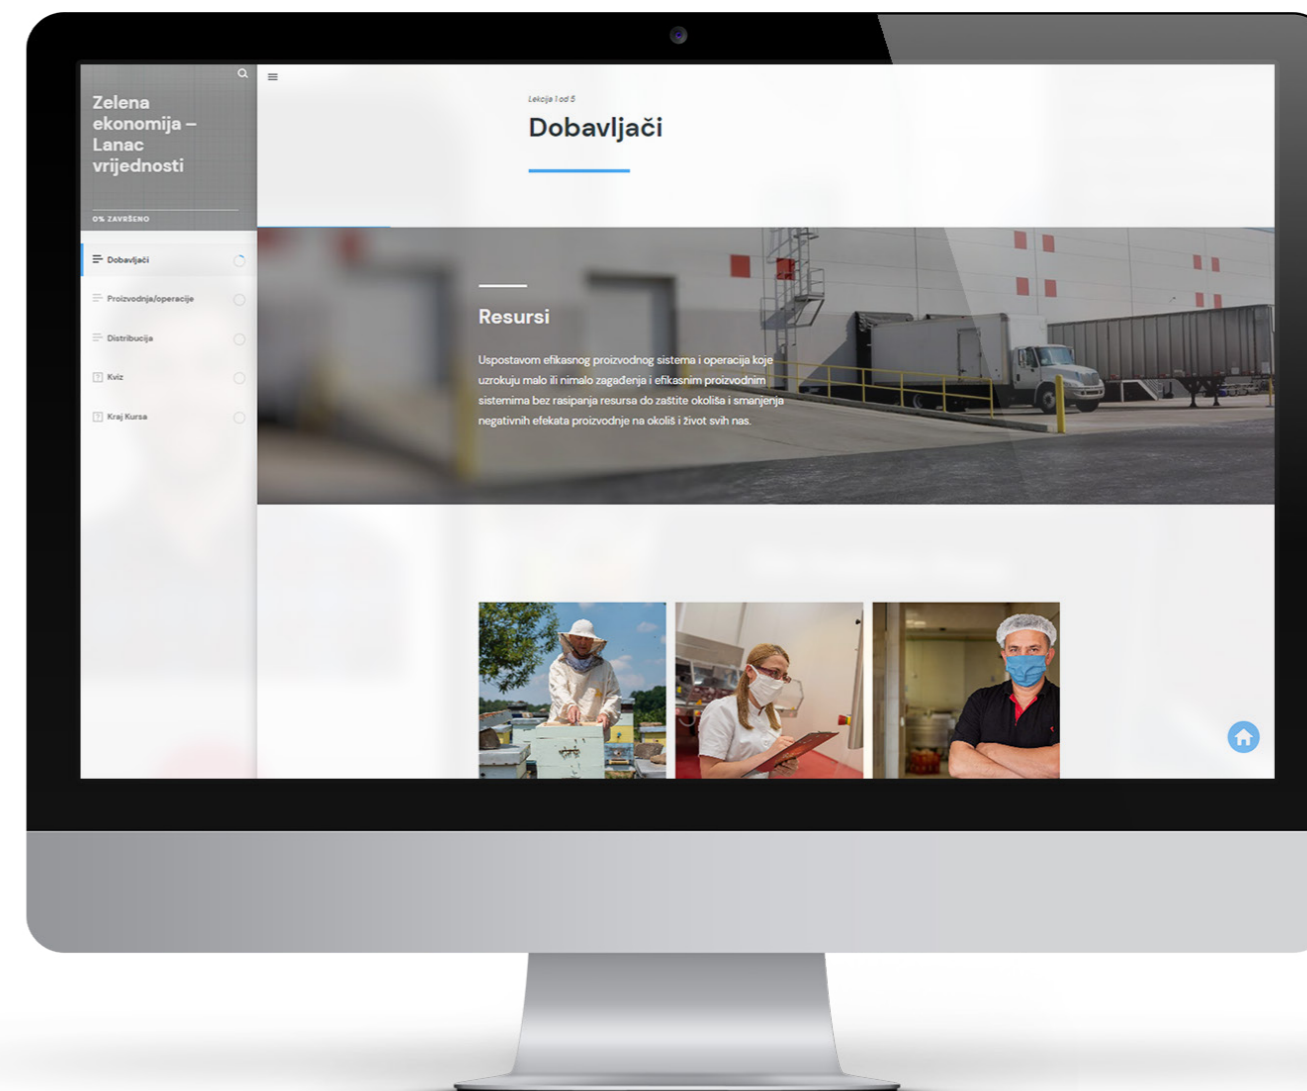 Zelena
ekonomija –
Lanac
vrijednosti
0% ZAVRŠENO
Dobavljači
Proizvodnja/operacije
Distribucija
Kviz
Kraj Kursa
Lekcija 1 od 5
Dobavljači
Resursi
Uspostavom efikasnog proizvodnog sistema i operacija koje
uzrokuju malo ili nimalo zagađenja i efikasnim proizvodnim
sistemima bez rasipanja resursa do zaštite okoliša i smanjenja
negativnih efekata proizvodnje na okoliš i život svih nas.